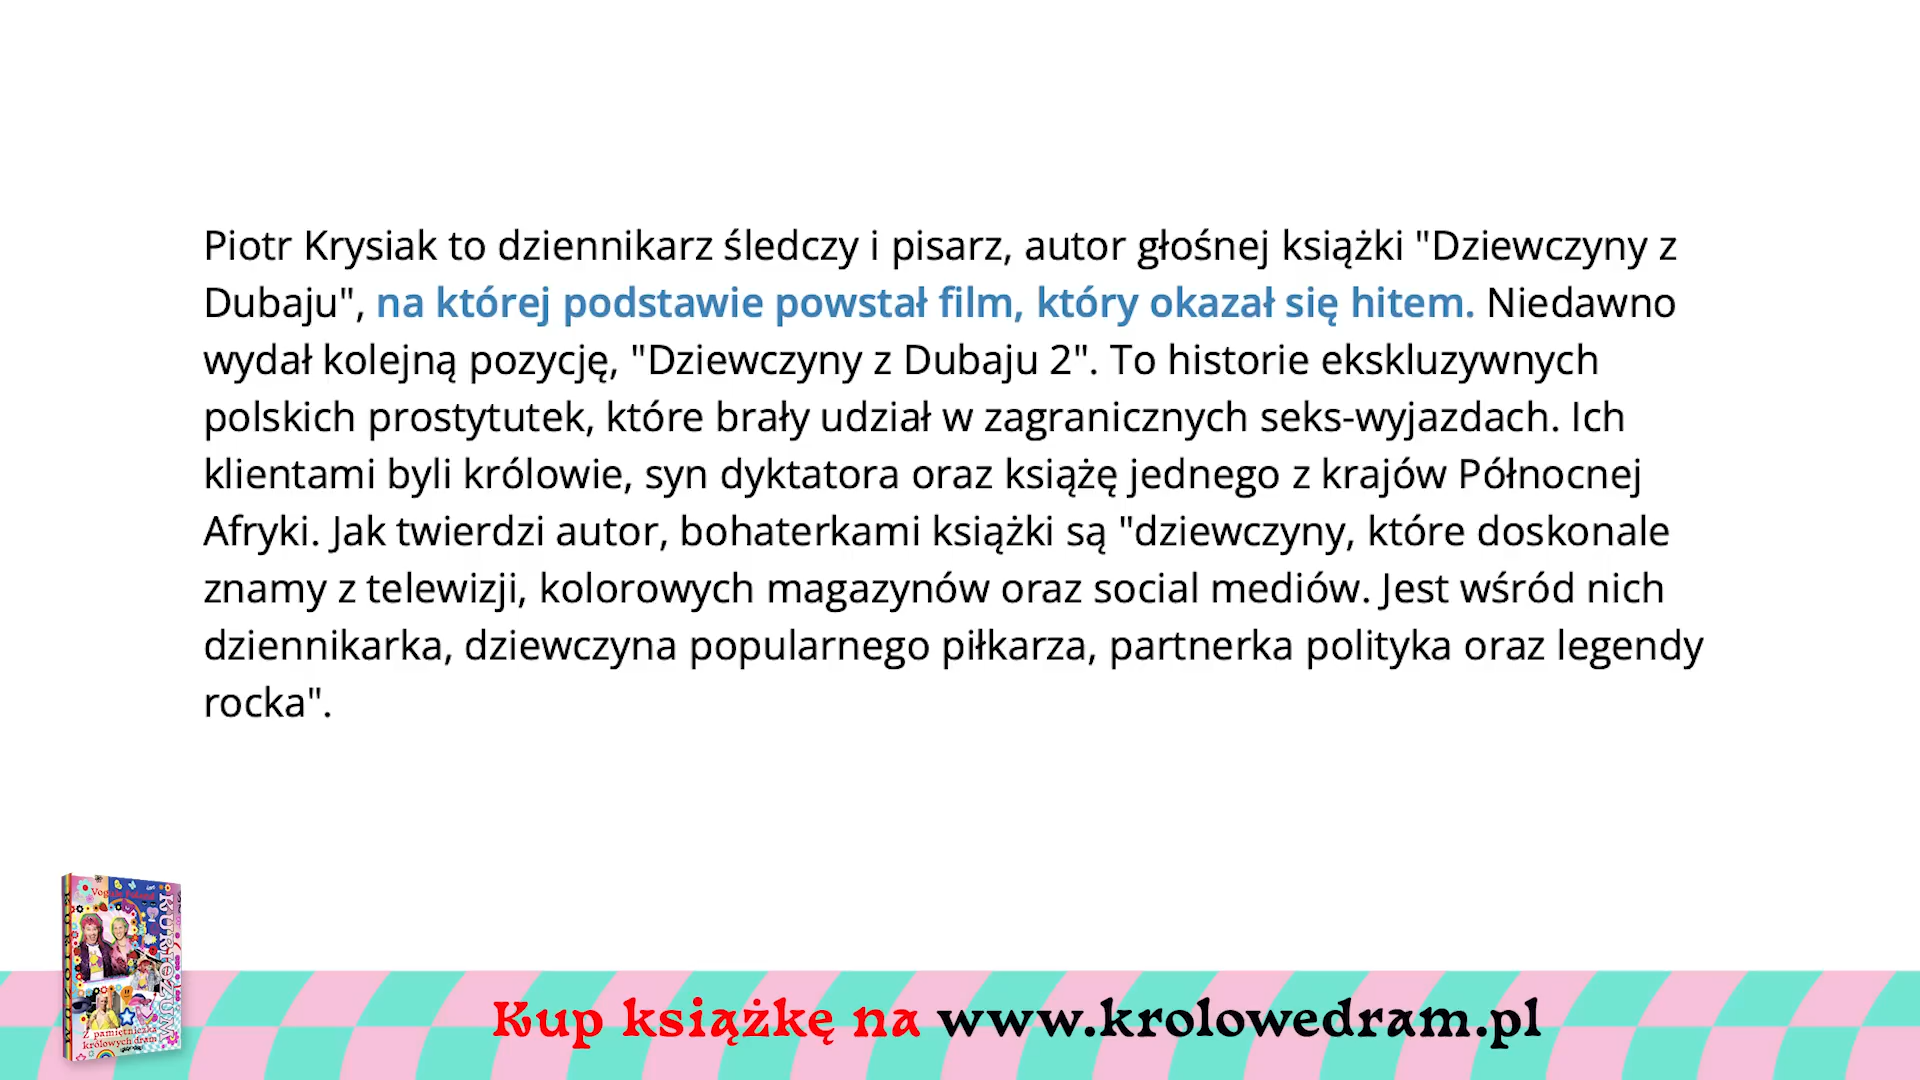 Piotr Krysiak to dziennikarz śledczy i pisarz, autor głośnej książki "Dziewczyny z
Dubaju", na której podstawie powstał film, który okazał się hitem. Niedawno
wydał kolejną pozycję, "Dziewczyny z Dubaju 2". To historie ekskluzywnych
polskich prostytutek, które brały udział w zagranicznych seks-wyjazdach. Ich
klientami byli królowie, syn dyktatora oraz książę jednego z krajów Północnej
Afryki. Jak twierdzi autor, bohaterkami książki są "dziewczyny, które doskonale
znamy z telewizji, kolorowych magazynów oraz social mediów. Jest wśród nich
dziennikarka, dziewczyna popularnego piłkarza, partnerka polityka oraz legendy
rocka".
Z pamiętniczka
królowych dram
Kup książkę na www.krolowedram.pl